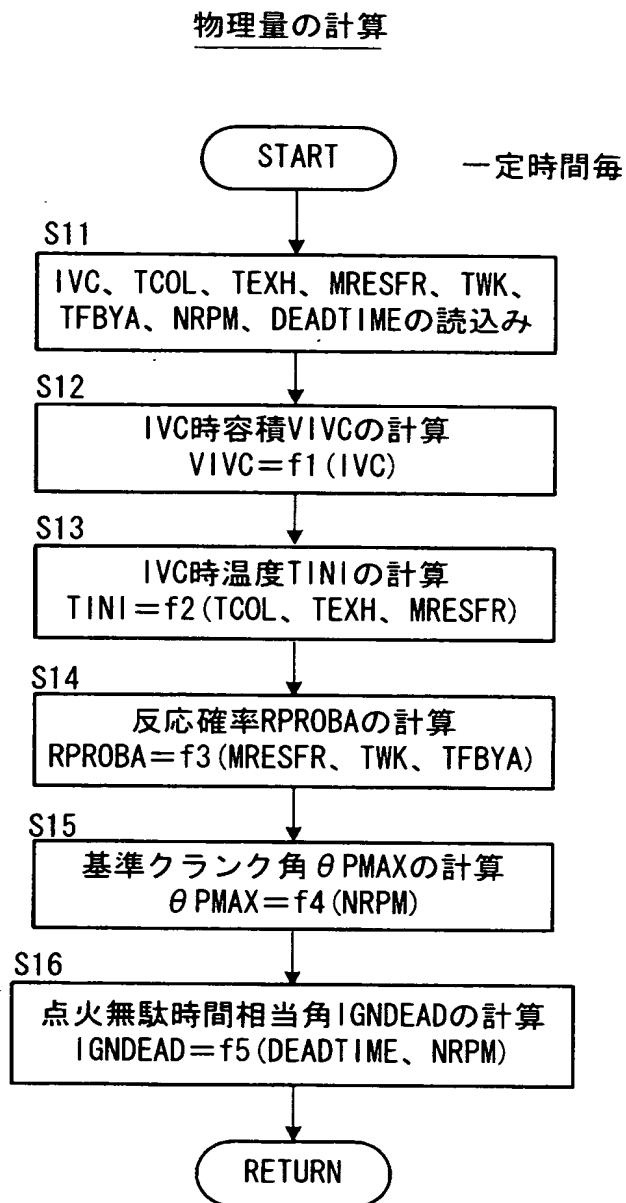 物理量の計算
START
一定時間毎
S11
IVC、TCOL、TEXH、MRESFR、TWK、
TFBYA、NRPM、DEADTIMEの読込み
S12
IVC時容積VIVCの計算
VIVC=f1(IVC)
S13
IVC時温度TINIの計算
TINI=f2(TCOL、TEXH、MRESFR)
S14
反応確率RPROBAの計算
RPROBA=f3(MRESFR、TWK、TFBYA)
S15
基準クランク角θPMAXの計算
θPMAX=f4(NRPM)
S16
点火無駄時間相当角IGNDEADの計算
IGNDEAD=f5(DEADTIME、NRPM)
RETURN